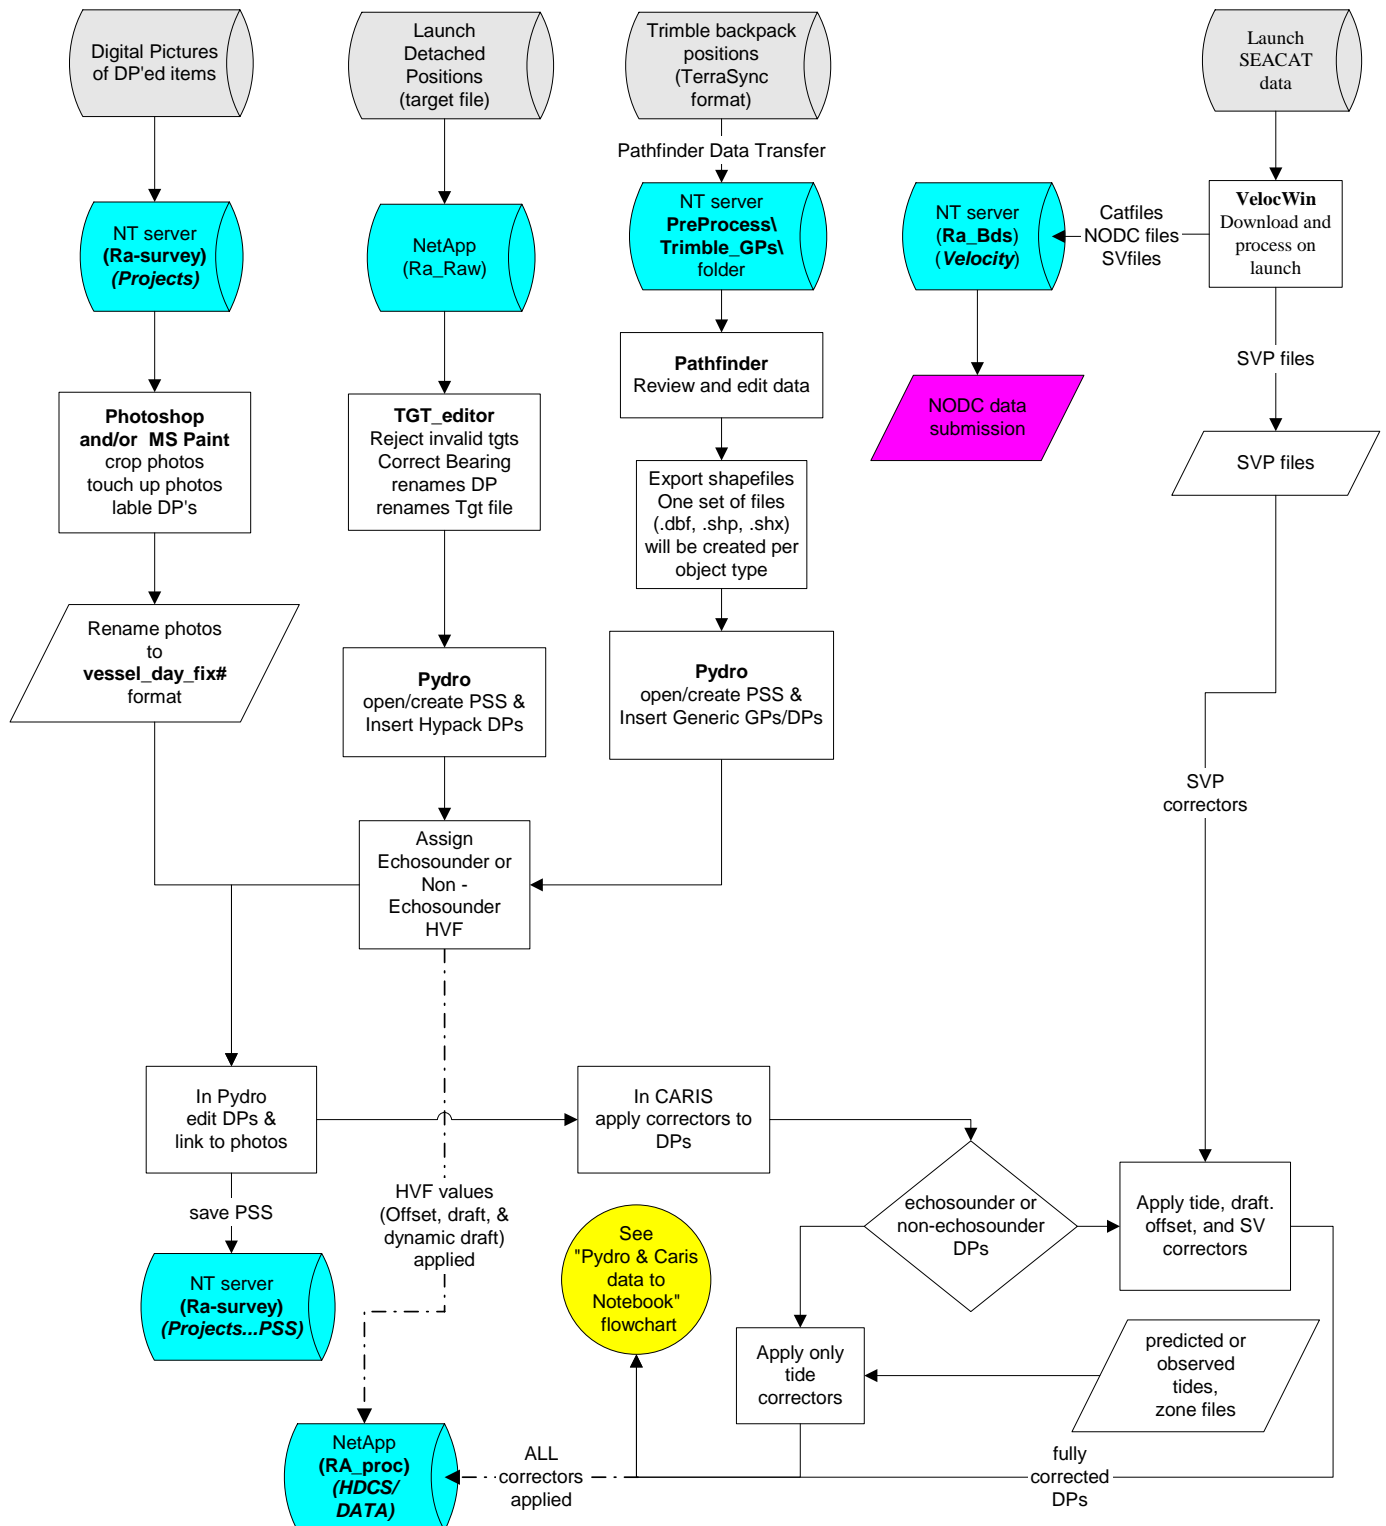 Digital Pictures
of DP'ed items
Launch
Detached
Positions
(target file)
Trimble backpack
positions
(TerraSync
format)
Launch
SEACAT
data
Pathfinder Data Transfer
NT server
(Ra-survey)
(Projects)
NetApp
(Ra_Raw)
NT server
PreProcess\
Trimble_GPs\
folder
NT server
(Ra_Bds)
(Velocity)
Catfiles
NODC files
SVfiles
VelocWin
Download and
process on
launch
Photoshop
and/or MS Paint
crop photos
touch up photos
lable DP's
TGT_editor
Reject invalid tgts
Correct Bearing
renames DP
renames Tgt file
Pathfinder
Review and edit data
NODC data
submission
SVP files
SVP files
Export shapefiles
One set of files
(.dbf, .shp, .shx)
will be created per
object type
Rename photos
to
vessel_day_fix#
format
Pydro
open/create PSS &
Insert Hypack DPs
Pydro
open/create PSS &
Insert Generic GPs/DPs
SVP
correctors
Assign
Echosounder or
Non -
Echosounder
HVF
In Pydro
edit DPs &
link to photos
In CARIS
apply correctors to
DPs
save PSS
HVF values
(Offset, draft, &
dynamic draft)
applied
echosounder or
non-echosounder
DPs
Apply tide, draft.
offset, and SV
correctors
NT server
(Ra-survey)
(Projects...PSS)
See
"Pydro & Caris
data to
Notebook"
flowchart
Apply only
tide
correctors
predicted or
observed
tides,
zone files
NetApp
(RA_proc)
(HDCS/
DATA)
ALL
correctors
applied
fully
corrected
DPs